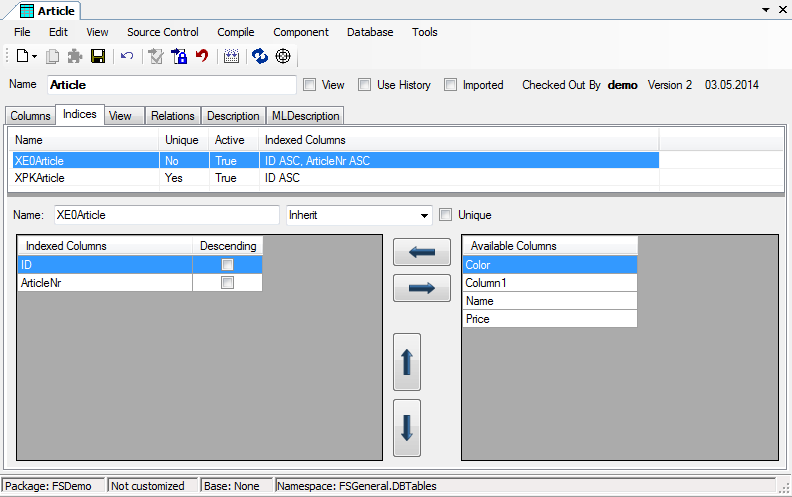 Article
File Edit View Source Control Compile Component Database Tools
Name Article View Use History Imported Checked Out By demo Version 2 03.05.2014
Columns Indices View Relations Description MLDescription
Name Unique Active Indexed Columns
XE0Article No True ID ASC, ArticleNr ASC
XPKArticle Yes True ID ASC
Name: XE0Article Inherit Unique
Indexed Columns Descending Available Columns
ID Color
ArticleNr Column1
Name
Price
Package: FSDemo Not customized Base: None Namespace: FSGeneral.DBTables